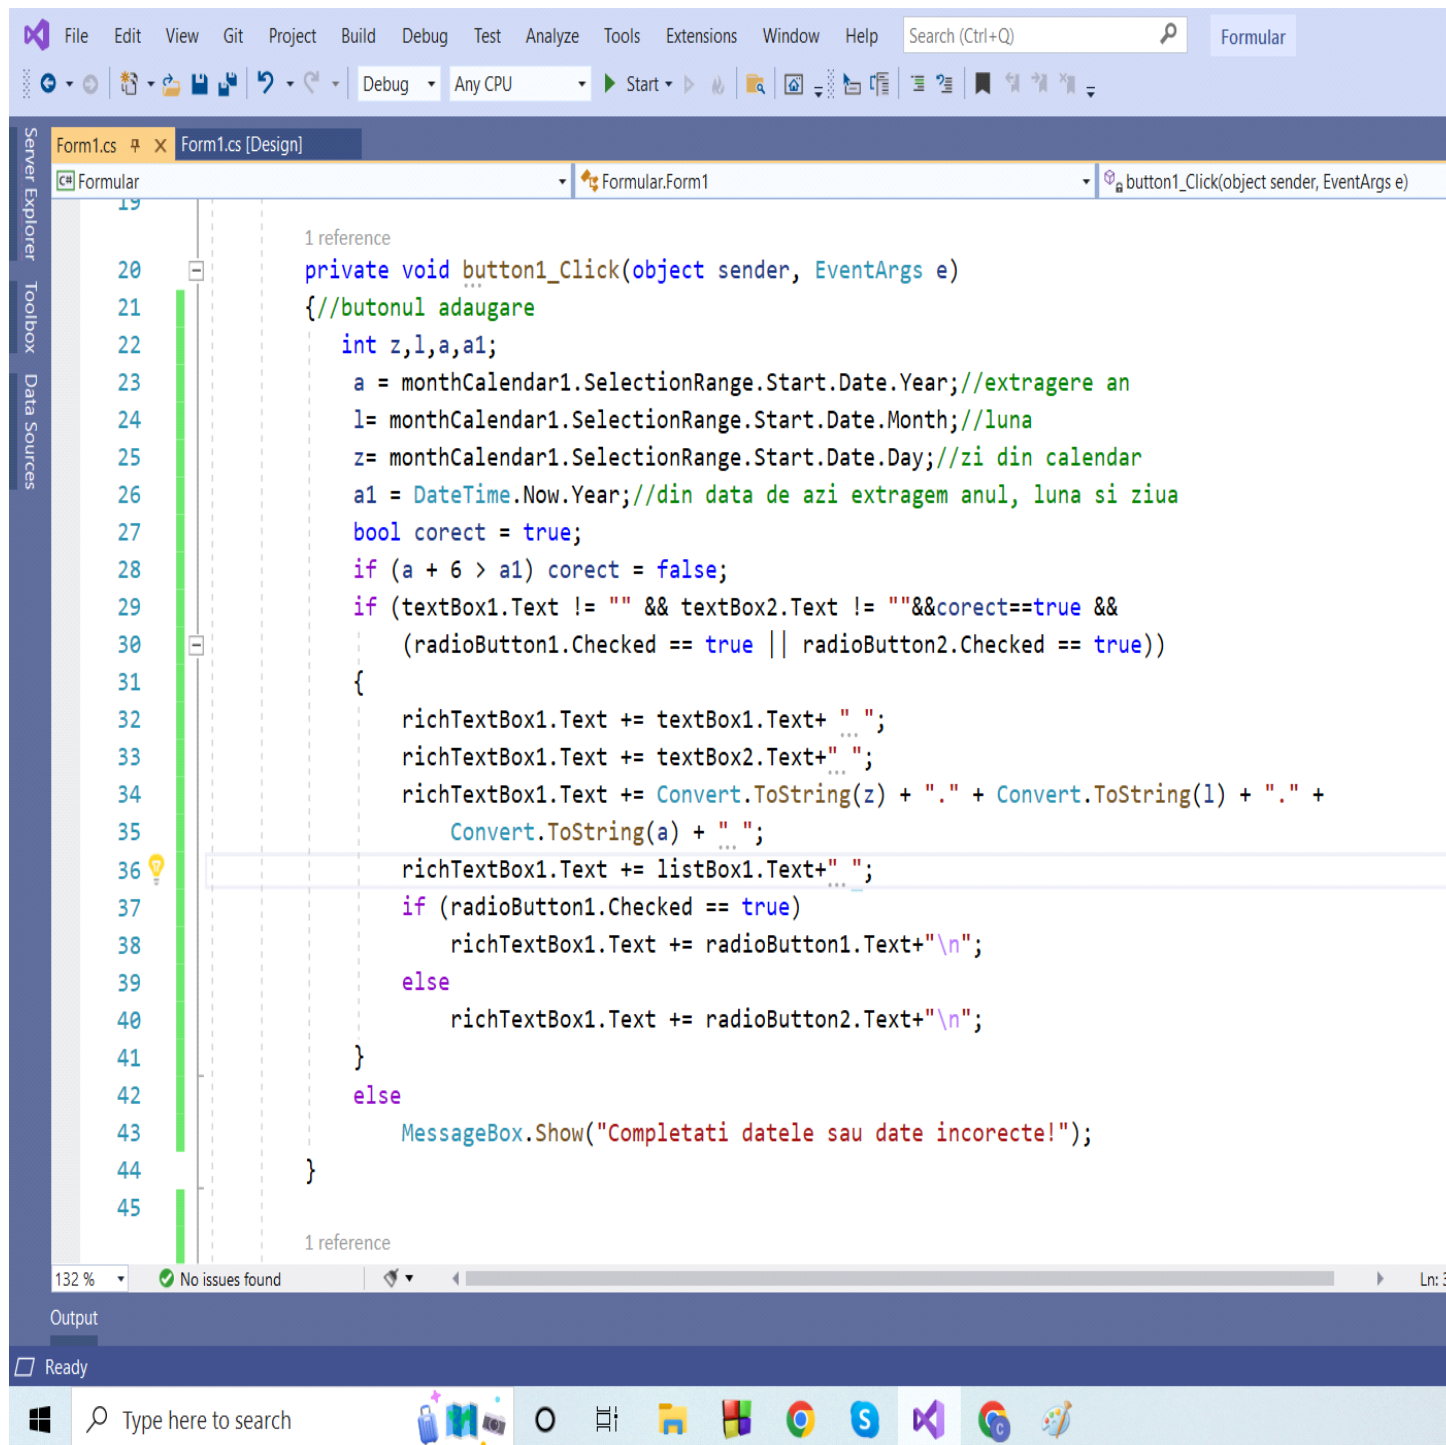 File Edit View Git Project Build Debug Test Analyze Tools Extensions Window Help Search (Ctrl+Q) Formular
Debug Any CPU Start
Server Explorer
Toolbox
Data Sources
Form1.cs Form1.cs [Design]
C# Formular Formular.Form1 button1_Click(object sender, EventArgs e)
19
1 reference
20 private void button1_Click(object sender, EventArgs e)
21 {//butonul adaugare
22 int z,l,a,a1;
23 a = monthCalendar1.SelectionRange.Start.Date.Year;//extragere an
24 l= monthCalendar1.SelectionRange.Start.Date.Month;//luna
25 z= monthCalendar1.SelectionRange.Start.Date.Day;//zi din calendar
26 a1 = DateTime.Now.Year;//din data de azi extragem anul, luna si ziua
27 bool corect = true;
28 if (a + 6 > a1) corect = false;
29 if (textBox1.Text != "" && textBox2.Text != ""&&corect==true &&
30 (radioButton1.Checked == true || radioButton2.Checked == true))
31 {
32 richTextBox1.Text += textBox1.Text+ " ";
33 richTextBox1.Text += textBox2.Text+" ";
34 richTextBox1.Text += Convert.ToString(z) + "." + Convert.ToString(l) + "." +
35 Convert.ToString(a) + " ";
36 richTextBox1.Text += listBox1.Text+" ";
37 if (radioButton1.Checked == true)
38 richTextBox1.Text += radioButton1.Text+"\n";
39 else
40 richTextBox1.Text += radioButton2.Text+"\n";
41 }
42 else
43 MessageBox.Show("Completati datele sau date incorecte!");
44 }
45
1 reference
132 % No issues found Ln: 3
Output
Ready
Type here to search